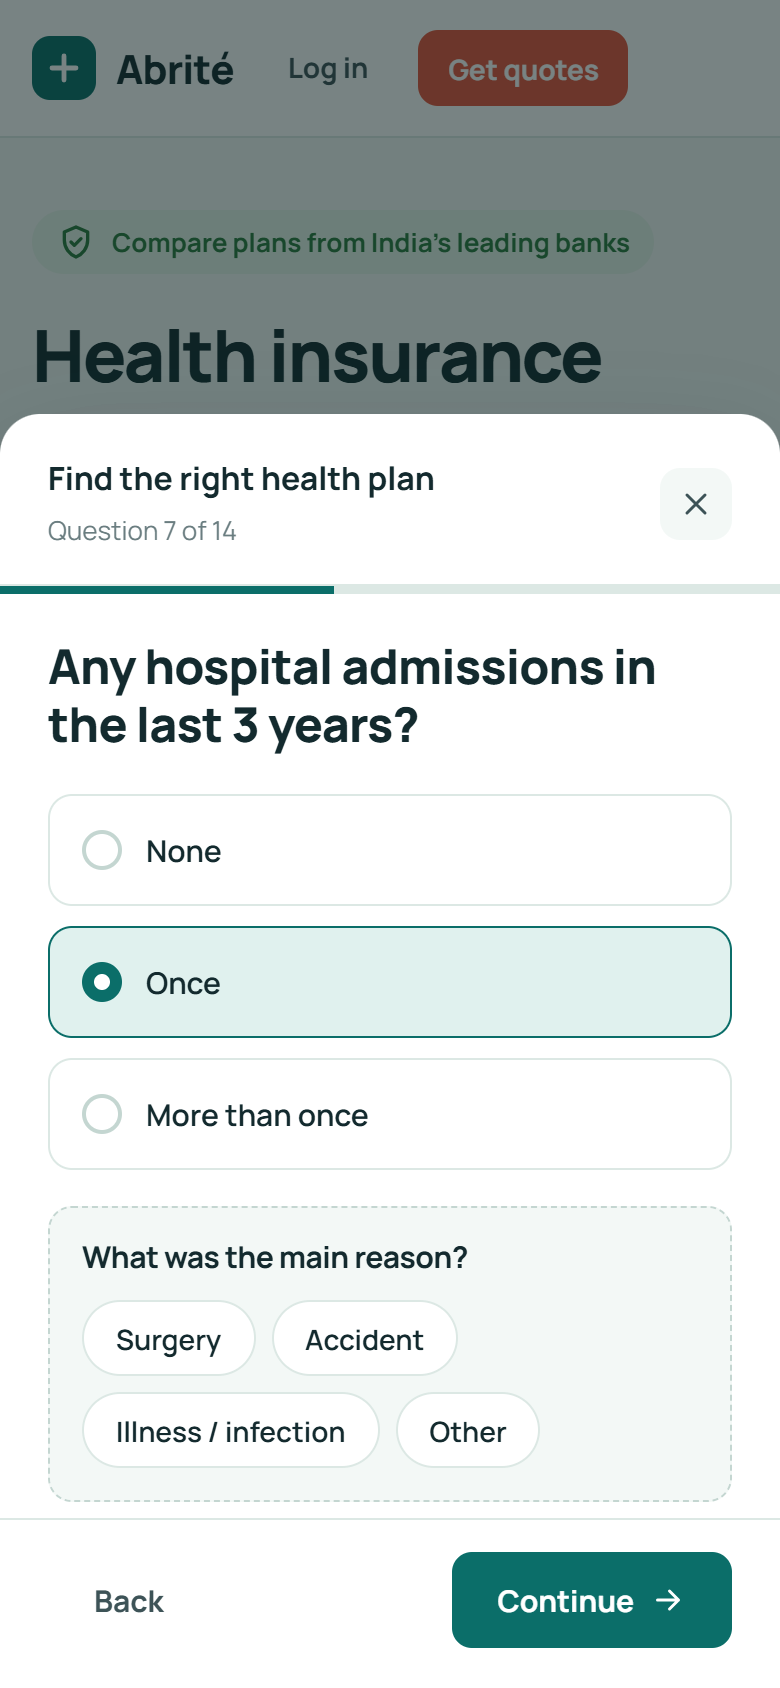 Abrité
Log in
Get quotes
Compare plans from India's leading banks
Health insurance
Find the right health plan
Question 7 of 14
Any hospital admissions in
the last 3 years?
None
Once
More than once
What was the main reason?
Surgery
Accident
Illness / infection
Other
Back
Continue